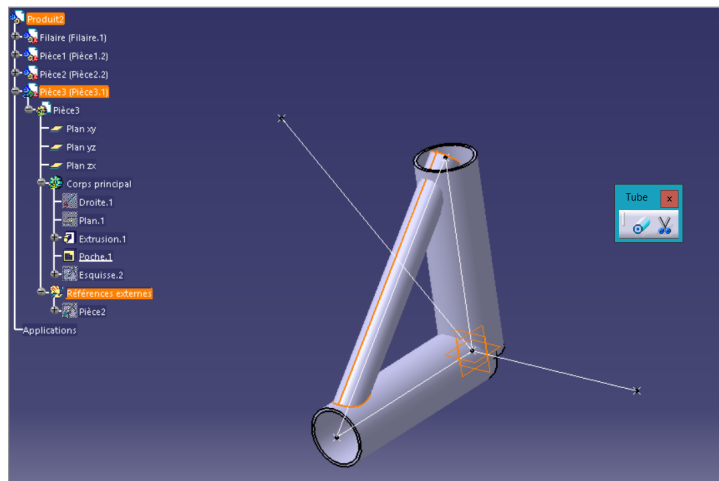 Produit2
Filaire (Filaire.1)
Pièce1 (Pièce1.2)
Pièce2 (Pièce2.2)
Pièce3 (Pièce3.1)
Pièce3
Plan xy
Plan yz
Plan zx
Corps principal
Droite.1
Plan.1
Extrusion.1
Poche.1
Esquisse.2
Références externes
Pièce2
Applications
Tube x